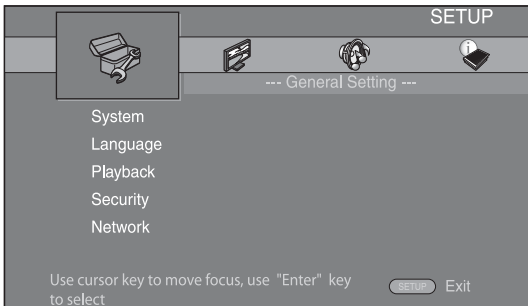 SETUP
--- General Setting ---
System
Language
Playback
Security
Network
Use cursor key to move focus, use "Enter" key
to select
SETUP Exit